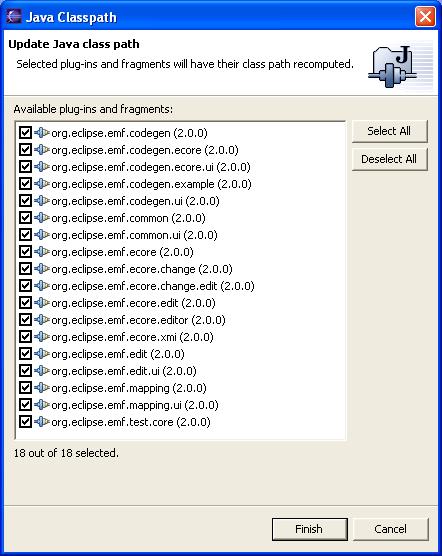 Java Classpath
Update Java class path
Selected plug-ins and fragments will have their class path recomputed.
J
Available plug-ins and fragments:
org.eclipse.emf.codegen (2.0.0)
org.eclipse.emf.codegen.ecore (2.0.0)
org.eclipse.emf.codegen.ecore.ui (2.0.0)
org.eclipse.emf.codegen.example (2.0.0)
org.eclipse.emf.codegen.ui (2.0.0)
org.eclipse.emf.common (2.0.0)
org.eclipse.emf.common.ui (2.0.0)
org.eclipse.emf.ecore (2.0.0)
org.eclipse.emf.ecore.change (2.0.0)
org.eclipse.emf.ecore.change.edit (2.0.0)
org.eclipse.emf.ecore.edit (2.0.0)
org.eclipse.emf.ecore.editor (2.0.0)
org.eclipse.emf.ecore.xmi (2.0.0)
org.eclipse.emf.edit (2.0.0)
org.eclipse.emf.edit.ui (2.0.0)
org.eclipse.emf.mapping (2.0.0)
org.eclipse.emf.mapping.ui (2.0.0)
org.eclipse.emf.test.core (2.0.0)
Select All
Deselect All
18 out of 18 selected.
Finish
Cancel